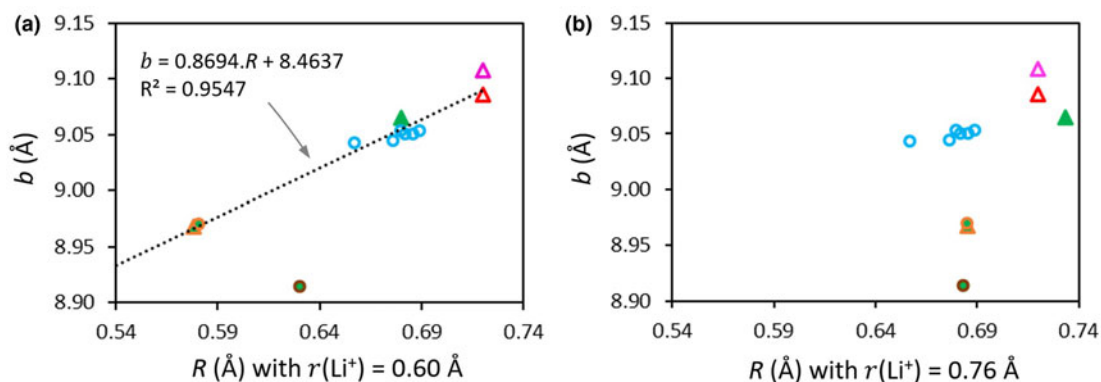 (a)
9.15
9.10
9.05
9.00
8.95
8.90
b (Å)
b = 0.8694.R + 8.4637
R² = 0.9547
0.54 0.59 0.64 0.69 0.74
R (Å) with r(Li⁺) = 0.60 Å
(b)
9.15
9.10
9.05
9.00
8.95
8.90
b (Å)
0.54 0.59 0.64 0.69 0.74
R (Å) with r(Li⁺) = 0.76 Å